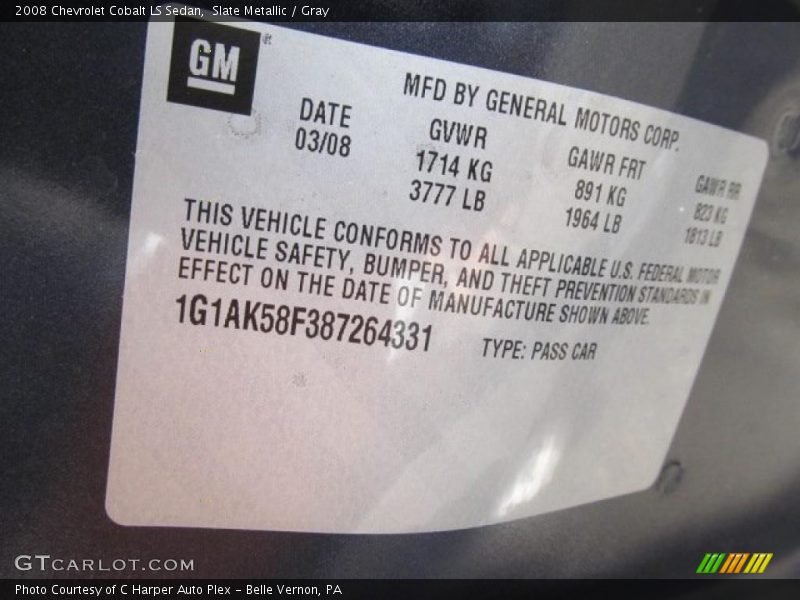 2008 Chevrolet Cobalt LS Sedan,  Slate Metallic / Gray
GM
MFD BY GENERAL MOTORS CORP.
DATE GVWR GAWR FRT GAWR RR
03/08 1714 KG 891 KG 823 KG
3777 LB 1964 LB 1813 LB
THIS VEHICLE CONFORMS TO ALL APPLICABLE U.S. FEDERAL MOTOR
VEHICLE SAFETY, BUMPER, AND THEFT PREVENTION STANDARDS IN
EFFECT ON THE DATE OF MANUFACTURE SHOWN ABOVE.
1G1AK58F387264331 TYPE: PASS CAR
GTCARLOT.COM
Photo Courtesy of C Harper Auto Plex - Belle Vernon, PA